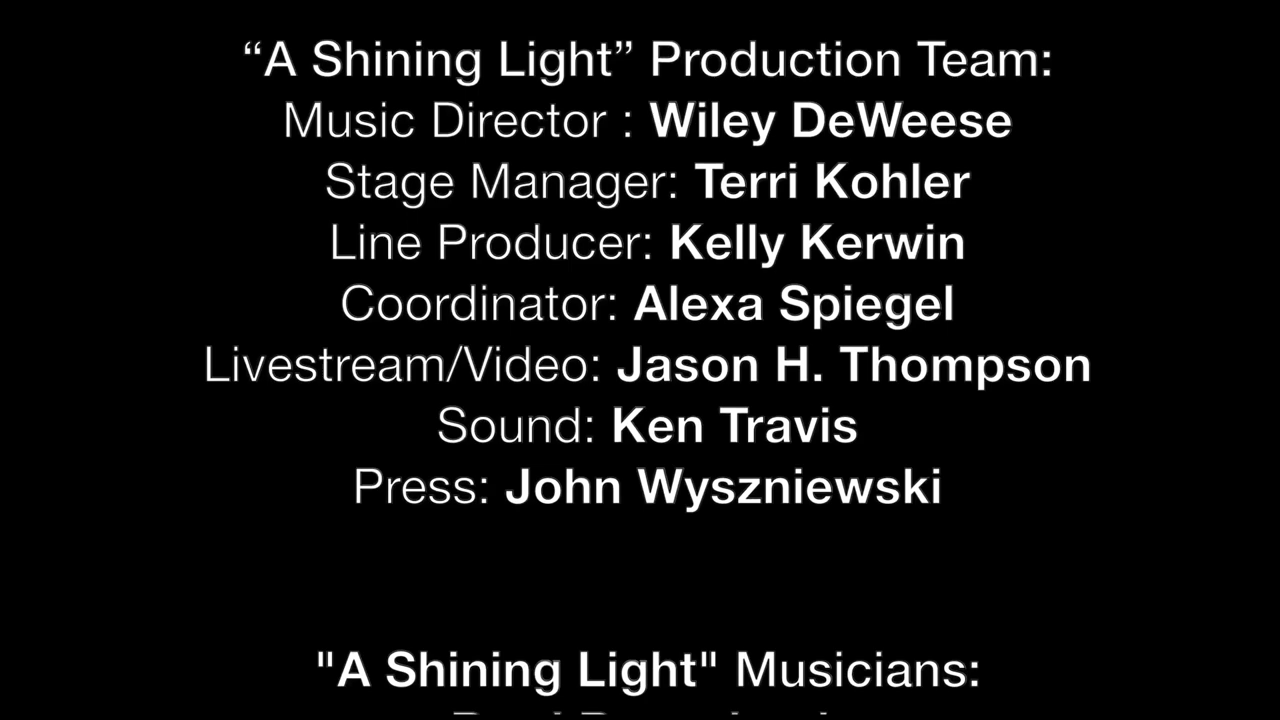 “A Shining Light” Production Team:
Music Director : Wiley DeWeese
Stage Manager: Terri Kohler
Line Producer: Kelly Kerwin
Coordinator: Alexa Spiegel
Livestream/Video: Jason H. Thompson
Sound: Ken Travis
Press: John Wyszniewski
"A Shining Light" Musicians: